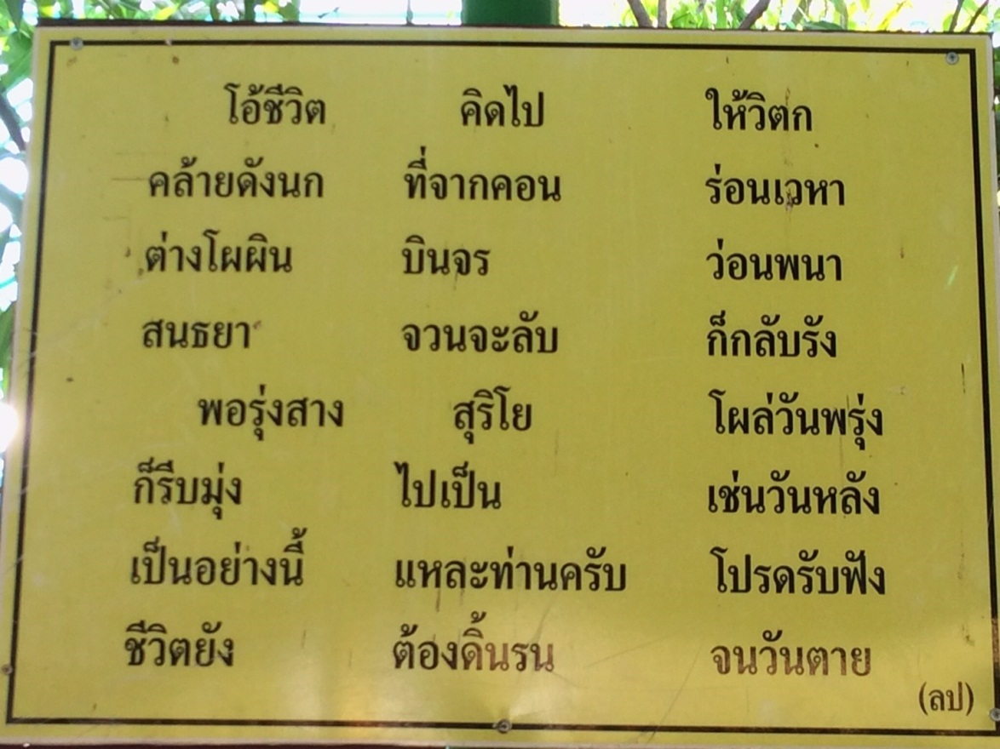 โอ้ชีวิต คิดไป ให้วิตก
คล้ายดังนก ที่จากคอน ร่อนเวหา
ต่างโผผิน บินจร ว่อนพนา
สนธยา จวนจะลับ ก็กลับรัง
พอรุ่งสาง สุริโย โผล่วันพรุ่ง
ก็รีบมุ่ง ไปเป็น เช่นวันหลัง
เป็นอย่างนี้ แหละท่านครับ โปรดรับฟัง
ชีวิตยัง ต้องดิ้นรน จนวันตาย
(ลป)